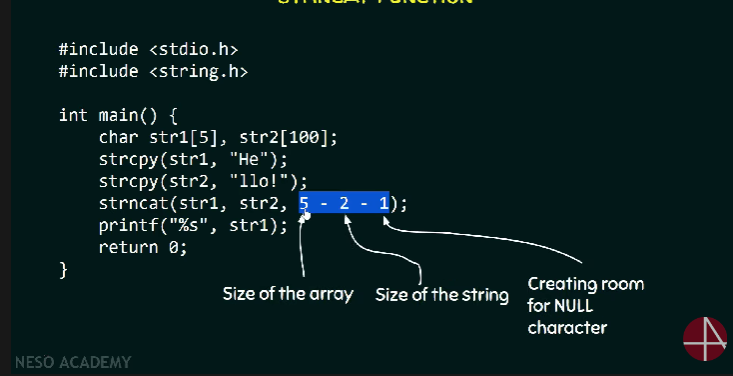 #include <stdio.h>
#include <string.h>
int main() {
char str1[5], str2[100];
strcpy(str1, "He");
strcpy(str2, "llo!");
strncat(str1, str2, 5 - 2 - 1);
printf("%s", str1);
return 0;
}
Size of the array
Size of the string
Creating room
for NULL
character
NESO ACADEMY